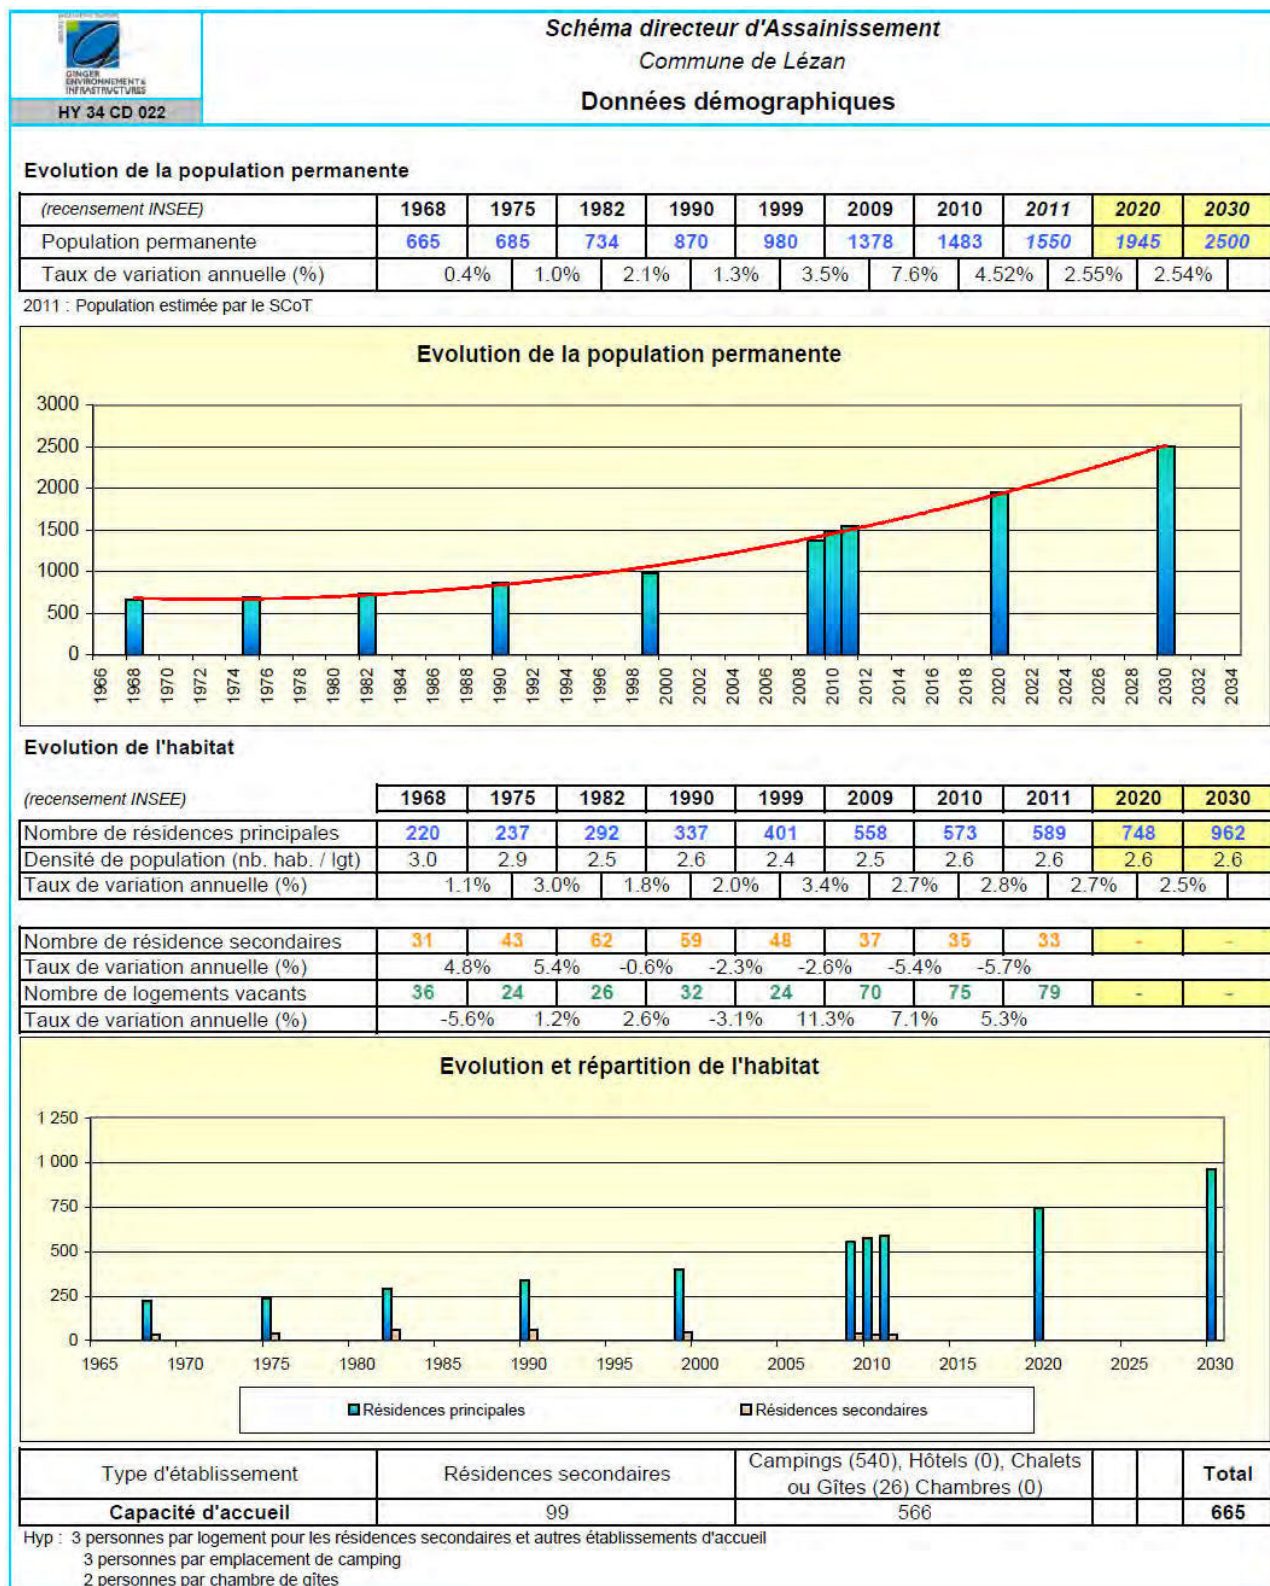 Schéma directeur d'Assainissement
Commune de Lézan
Données démographiques
GINGER
ENVIRONNEMENT &
INFRASTRUCTURES
HY 34 CD 022
Evolution de la population permanente
(recensement INSEE) 1968 1975 1982 1990 1999 2009 2010 2011 2020 2030
Population permanente 665 685 734 870 980 1378 1483 1550 1945 2500
Taux de variation annuelle (%) 0.4% 1.0% 2.1% 1.3% 3.5% 7.6% 4.52% 2.55% 2.54%
2011 : Population estimée par le SCoT
Evolution de la population permanente
3000
2500
2000
1500
1000
500
0
1966 1968 1970 1972 1974 1976 1978 1980 1982 1984 1986 1988 1990 1992 1994 1996 1998 2000 2002 2004 2006 2008 2010 2012 2014 2016 2018 2020 2022 2024 2026 2028 2030 2032 2034
Evolution de l'habitat
(recensement INSEE) 1968 1975 1982 1990 1999 2009 2010 2011 2020 2030
Nombre de résidences principales 220 237 292 337 401 558 573 589 748 962
Densité de population (nb. hab. / lgt) 3.0 2.9 2.5 2.6 2.4 2.5 2.6 2.6 2.6 2.6
Taux de variation annuelle (%) 1.1% 3.0% 1.8% 2.0% 3.4% 2.7% 2.8% 2.7% 2.5%
Nombre de résidence secondaires 31 43 62 59 48 37 35 33 - -
Taux de variation annuelle (%) 4.8% 5.4% -0.6% -2.3% -2.6% -5.4% -5.7%
Nombre de logements vacants 36 24 26 32 24 70 75 79 - -
Taux de variation annuelle (%) -5.6% 1.2% 2.6% -3.1% 11.3% 7.1% 5.3%
Evolution et répartition de l'habitat
1 250
1 000
750
500
250
0
1965 1970 1975 1980 1985 1990 1995 2000 2005 2010 2015 2020 2025 2030
Résidences principales Résidences secondaires
Type d'établissement Résidences secondaires Campings (540), Hôtels (0), Chalets ou Gîtes (26) Chambres (0) Total
Capacité d'accueil 99 566 665
Hyp : 3 personnes par logement pour les résidences secondaires et autres établissements d'accueil
3 personnes par emplacement de camping
2 personnes par chambre de gîtes